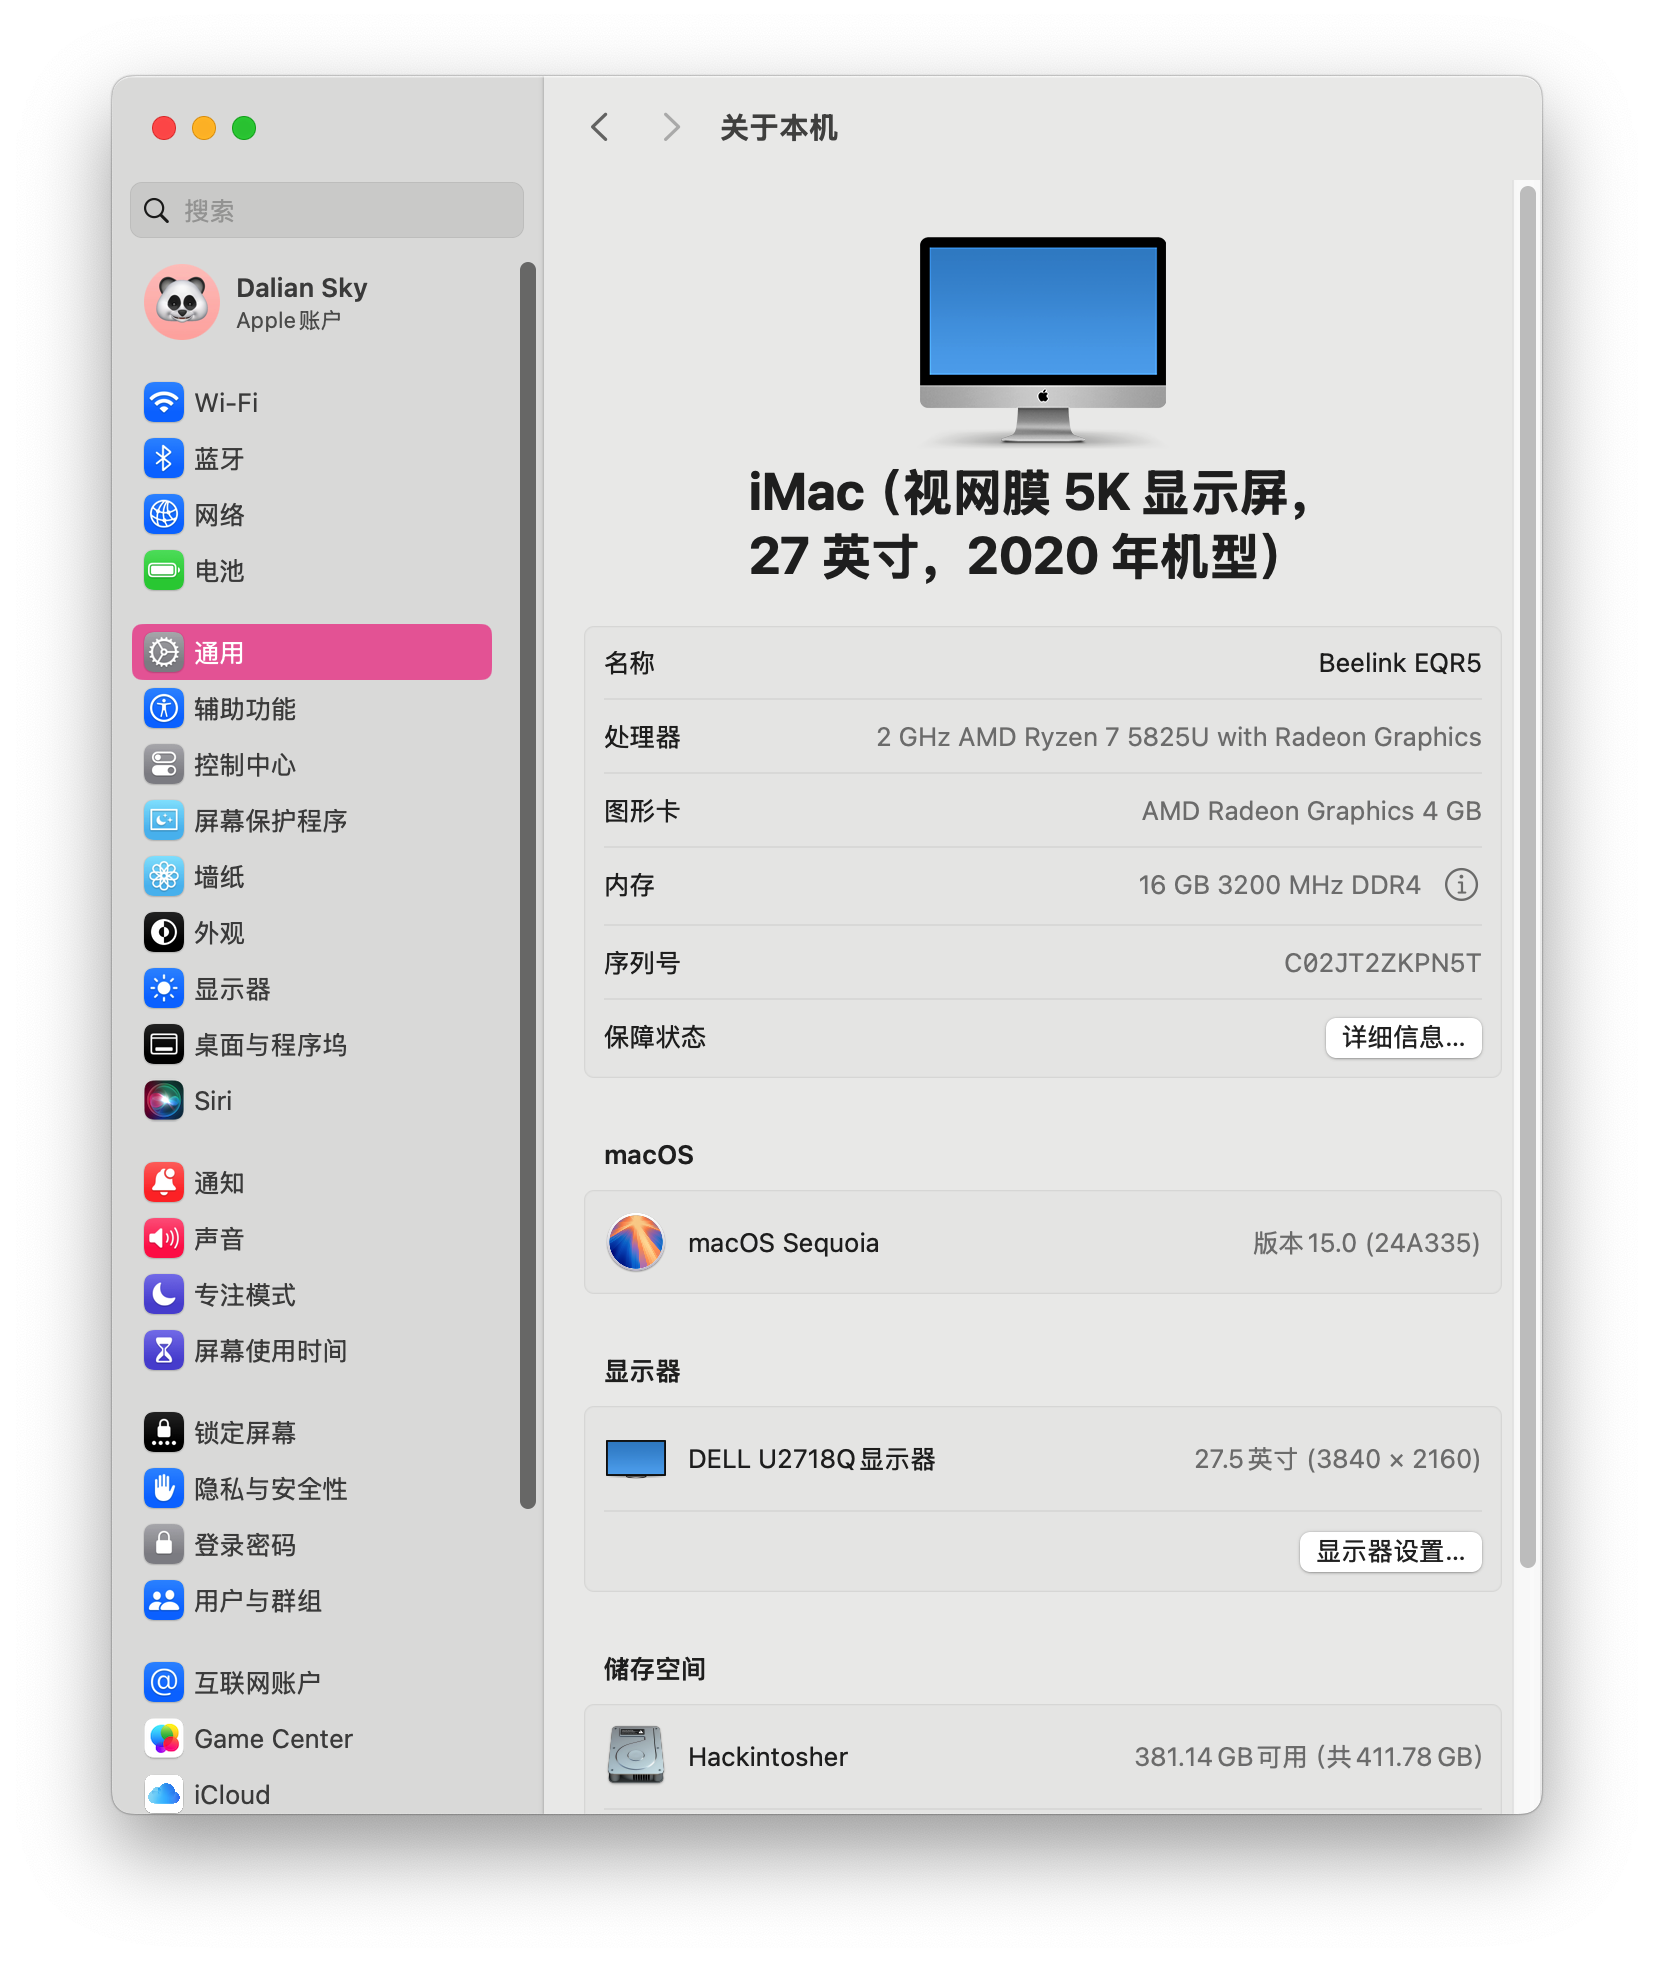 关于本机
搜索
Dalian Sky
Apple账户
Wi-Fi
蓝牙
网络
电池
通用
辅助功能
控制中心
屏幕保护程序
墙纸
外观
显示器
桌面与程序坞
Siri
通知
声音
专注模式
屏幕使用时间
锁定屏幕
隐私与安全性
登录密码
用户与群组
互联网账户
Game Center
iCloud
iMac（视网膜 5K 显示屏，
27 英寸，2020 年机型）
名称 Beelink EQR5
处理器 2 GHz AMD Ryzen 7 5825U with Radeon Graphics
图形卡 AMD Radeon Graphics 4 GB
内存 16 GB 3200 MHz DDR4
序列号 C02JT2ZKPN5T
保障状态 详细信息...
macOS
macOS Sequoia 版本 15.0 (24A335)
显示器
DELL U2718Q显示器 27.5英寸 (3840 × 2160)
显示器设置...
储存空间
Hackintosher 381.14 GB可用（共411.78 GB）